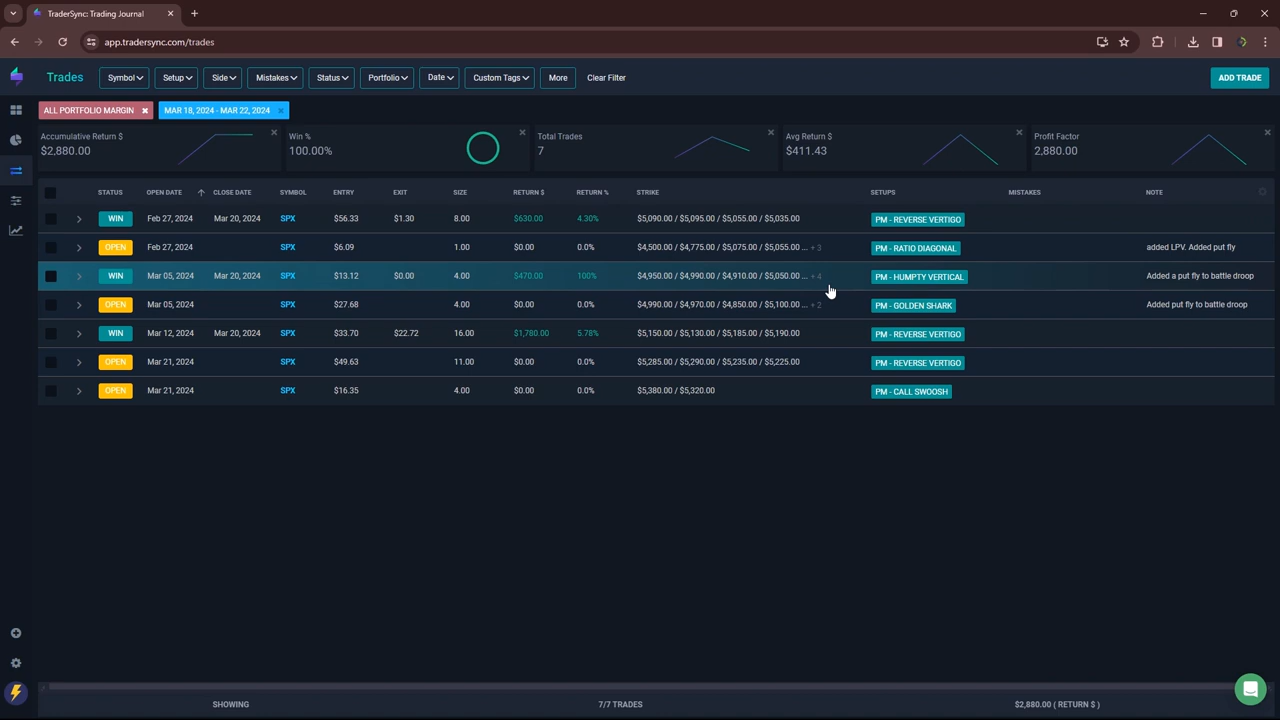 TraderSync: Trading Journal
app.tradersync.com/trades
Trades Symbol Setup Side Mistakes Status Portfolio Date Custom Tags More Clear Filter ADD TRADE
ALL PORTFOLIO MARGIN MAR 18, 2024 - MAR 22, 2024
Accumulative Return $ Win % Total Trades Avg Return $ Profit Factor
$2,880.00 100.00% 7 $411.43 2,880.00
STATUS OPEN DATE CLOSE DATE SYMBOL ENTRY EXIT SIZE RETURN $ RETURN % STRIKE SETUPS MISTAKES NOTE
WIN Feb 27, 2024 Mar 20, 2024 SPX $56.33 $1.30 8.00 $630.00 4.30% $5,090.00 / $5,095.00 / $5,055.00 / $5,035.00 PM - REVERSE VERTIGO
OPEN Feb 27, 2024 SPX $6.09 1.00 $0.00 0.0% $4,500.00 / $4,775.00 / $5,075.00 / $5,055.00 ... + 3 PM - RATIO DIAGONAL added LPV. Added put fly
WIN Mar 05, 2024 Mar 20, 2024 SPX $13.12 $0.00 4.00 $470.00 100% $4,950.00 / $4,990.00 / $4,910.00 / $5,050.00 ... + 4 PM - HUMPTY VERTICAL Added a put fly to battle droop
OPEN Mar 05, 2024 SPX $27.68 4.00 $0.00 0.0% $4,990.00 / $4,970.00 / $4,850.00 / $5,100.00 ... + 2 PM - GOLDEN SHARK Added put fly to battle droop
WIN Mar 12, 2024 Mar 20, 2024 SPX $33.70 $22.72 16.00 $1,780.00 5.78% $5,150.00 / $5,130.00 / $5,185.00 / $5,190.00 PM - REVERSE VERTIGO
OPEN Mar 21, 2024 SPX $49.63 11.00 $0.00 0.0% $5,285.00 / $5,290.00 / $5,235.00 / $5,225.00 PM - REVERSE VERTIGO
OPEN Mar 21, 2024 SPX $16.35 4.00 $0.00 0.0% $5,380.00 / $5,320.00 PM - CALL SWOOSH
SHOWING 7/7 TRADES $2,880.00 ( RETURN $ )